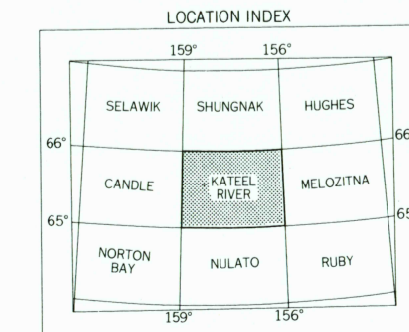 LOCATION INDEX
159° 156°
SELAWIK SHUNGNAK HUGHES
66° 66
CANDLE KATEEL RIVER MELOZITNA
65° 65
NORTON BAY NULATO RUBY
159° 156°